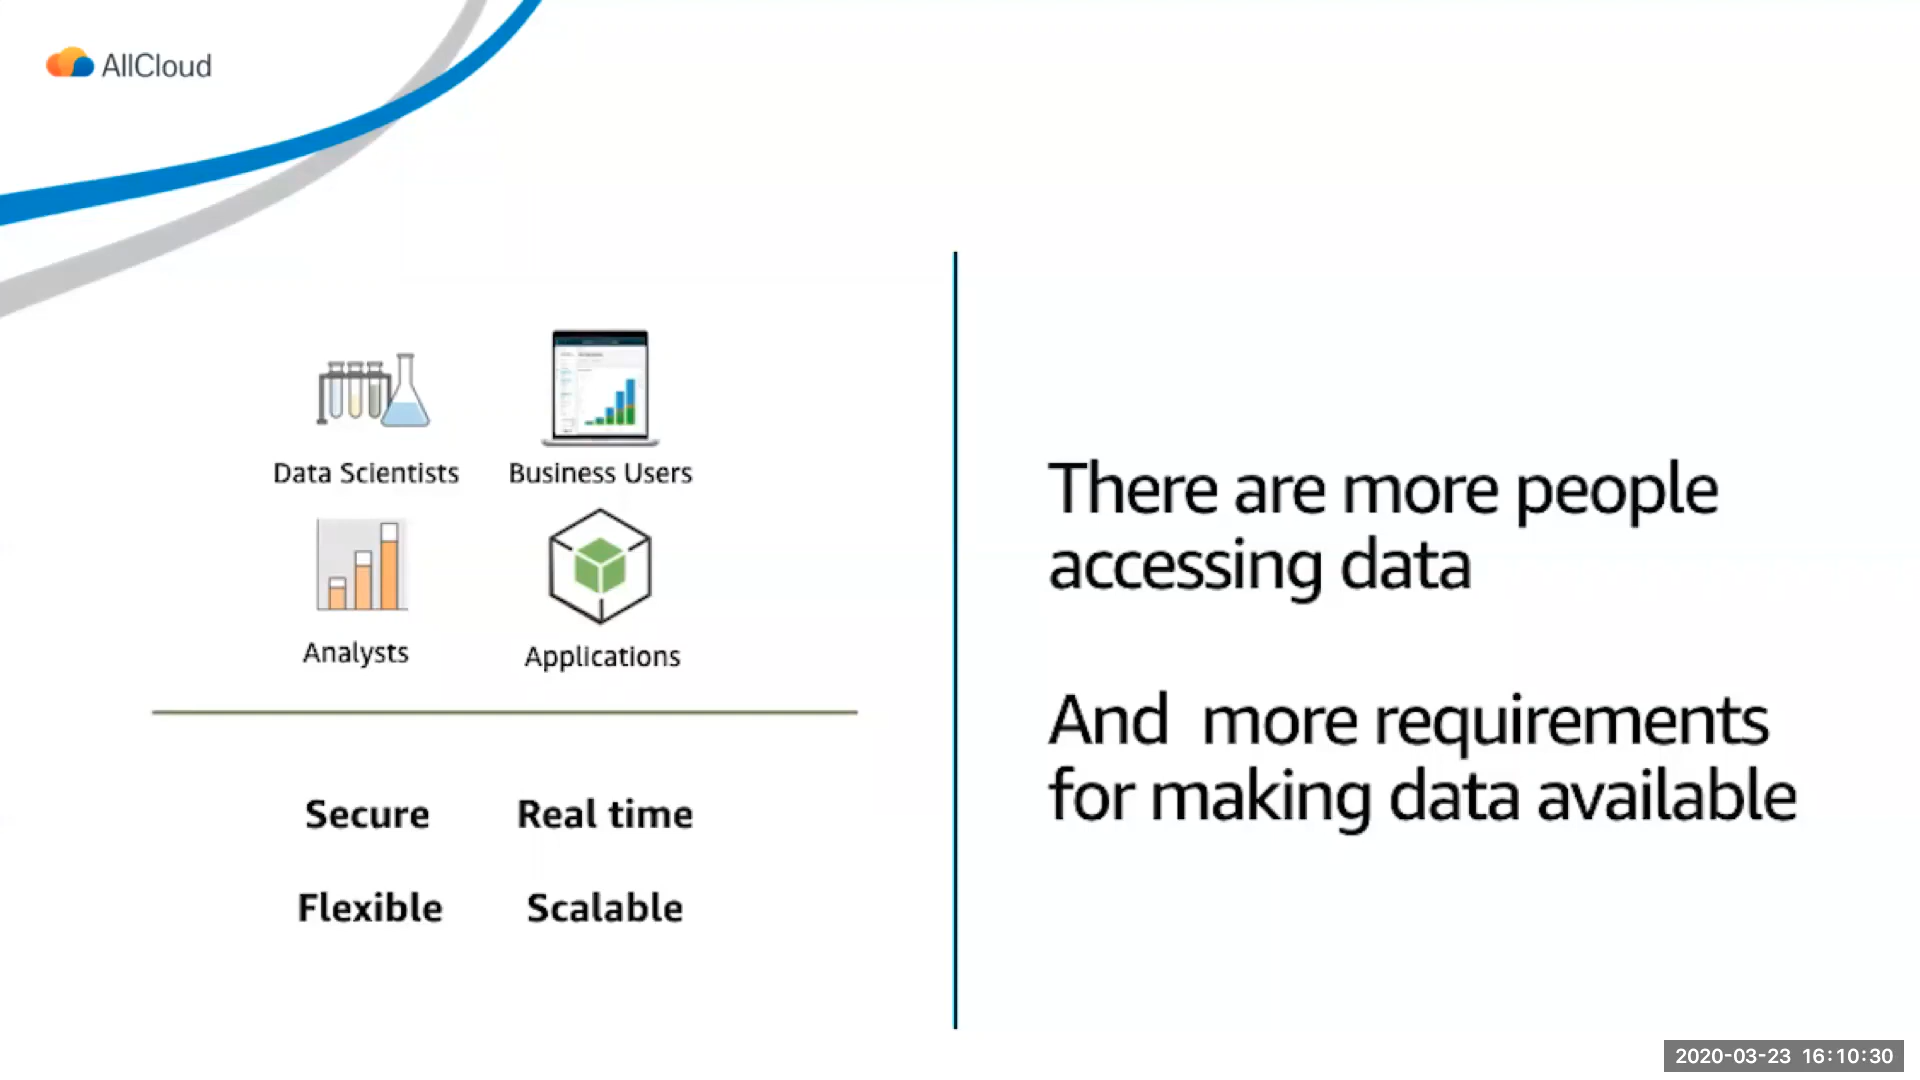 AllCloud
Data Scientists
Business Users
Analysts
Applications
Secure
Real time
Flexible
Scalable
There are more people
accessing data
And more requirements
for making data available
2020-03-23 16:10:30